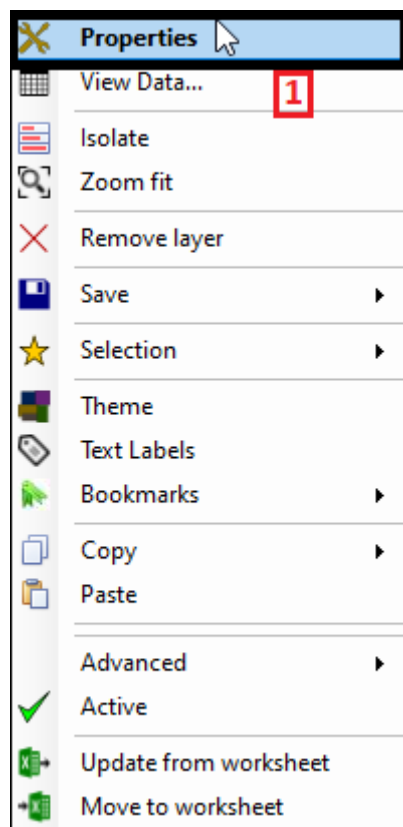 Properties
View Data...
1
Isolate
Zoom fit
Remove layer
Save
Selection
Theme
Text Labels
Bookmarks
Copy
Paste
Advanced
Active
Update from worksheet
Move to worksheet